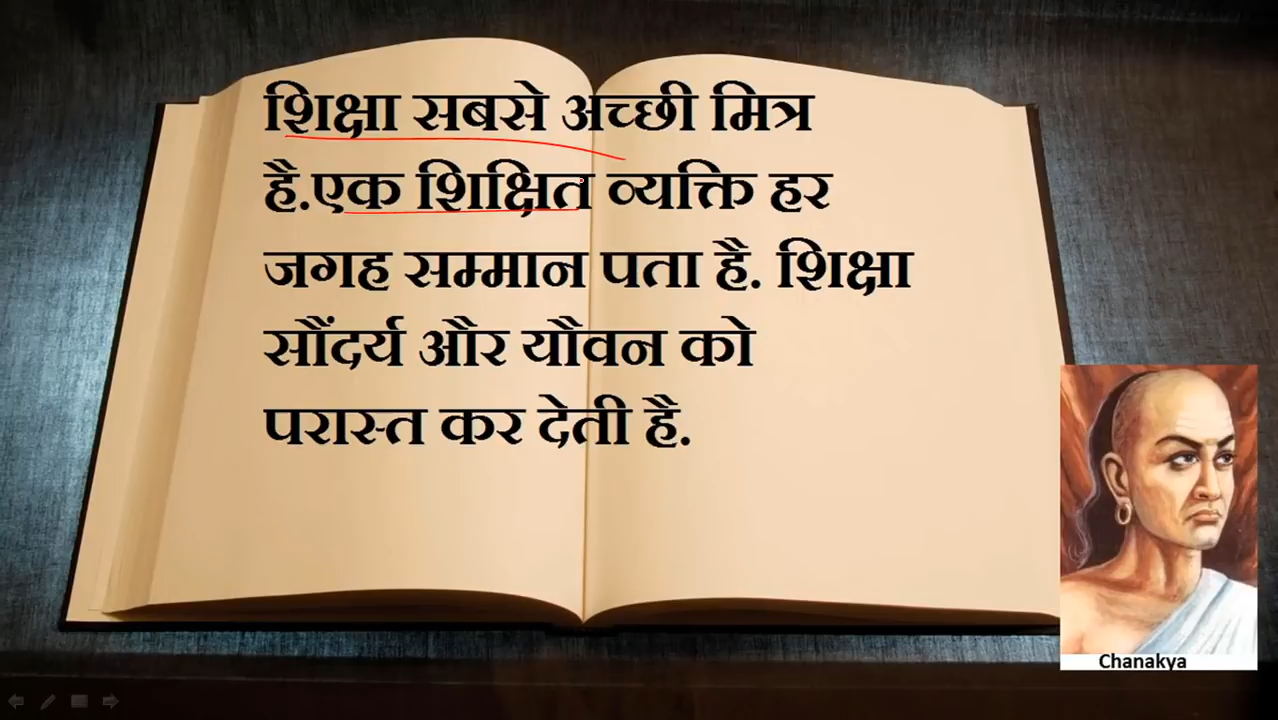 शिक्षा सबसे अच्छी मित्र
है.एक शिक्षित व्यक्ति हर
जगह सम्मान पता है. शिक्षा
सौंदर्य और यौवन को
परास्त कर देती है.
Chanakya